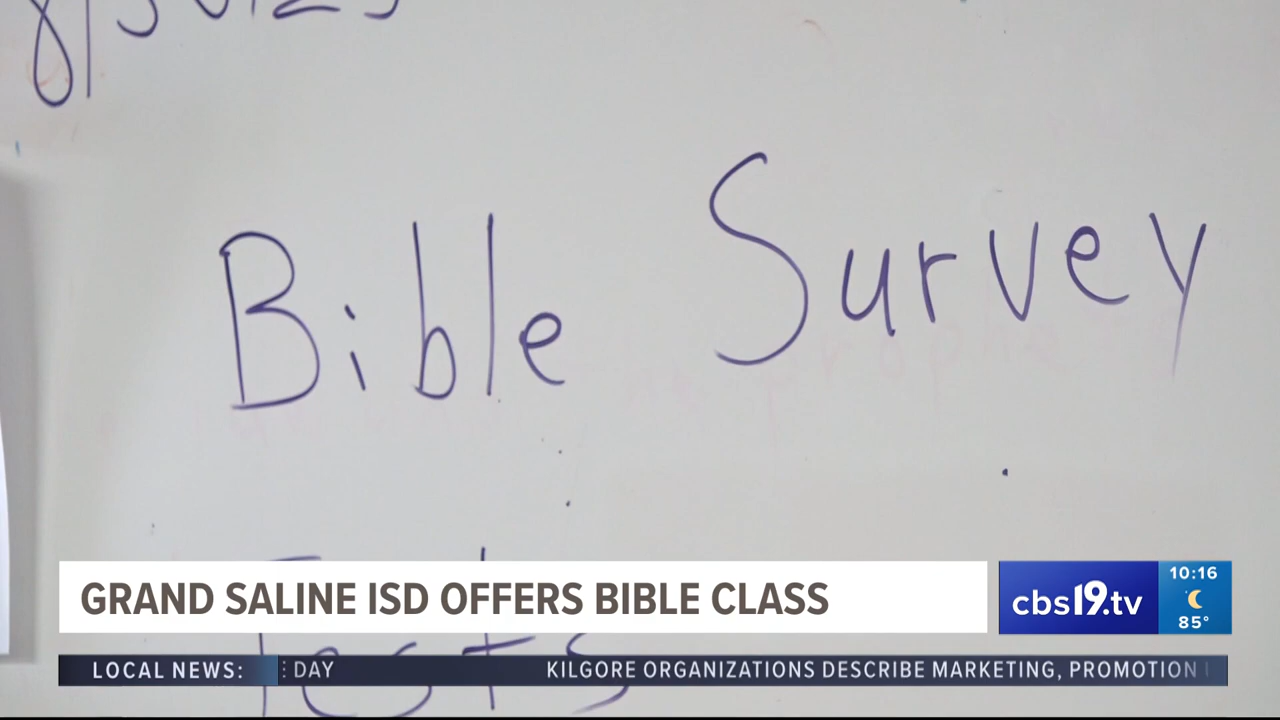 Bible Survey
GRAND SALINE ISD OFFERS BIBLE CLASS
cbs19.tv
10:16
85°
LOCAL NEWS:
: DAY
KILGORE ORGANIZATIONS DESCRIBE MARKETING, PROMOTION